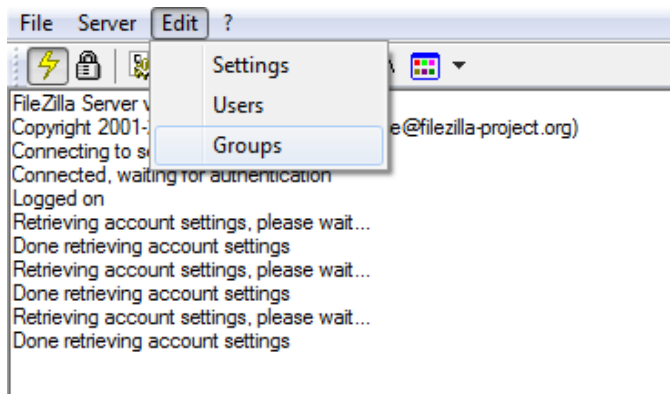 File Server Edit ?
Settings
Users
Groups
FileZilla Server v
Copyright 2001- e@filezilla-project.org)
Connecting to se
Connected, waiting for authentication
Logged on
Retrieving account settings, please wait...
Done retrieving account settings
Retrieving account settings, please wait...
Done retrieving account settings
Retrieving account settings, please wait...
Done retrieving account settings